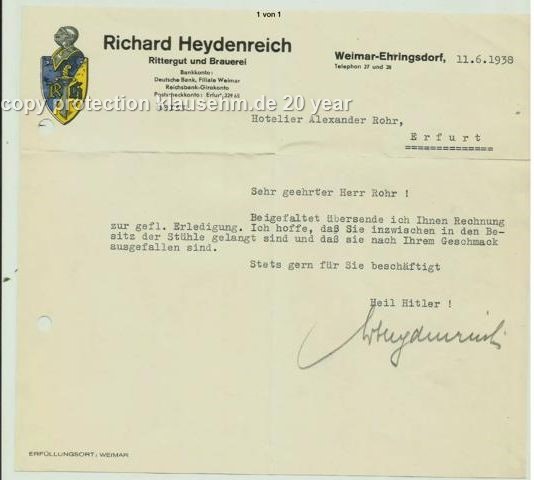 1 von 1
Richard Heydenreich
Rittergut und Brauerei
Bankkonto:
Deutsche Bank, Filiale Weimar
Reichsbank-Girokonto
Postscheckkonto: Erfurt
Weimar-Ehringsdorf, 11.6.1938
Telephon 27 und 28
copy protection klausehm.de 20 year
Hotelier Alexander Rohr,
Erfurt
Sehr geehrter Herr Rohr !
Beigefaltet übersende ich Ihnen Rechnung
zur gefl. Erledigung. Ich hoffe, daß Sie inzwischen in den Be-
sitz der Stühle gelangt sind und daß sie nach Ihrem Geschmack
ausgefallen sind.
Stets gern für Sie beschäftigt
Heil Hitler !
ERFÜLLUNGSORT: WEIMAR